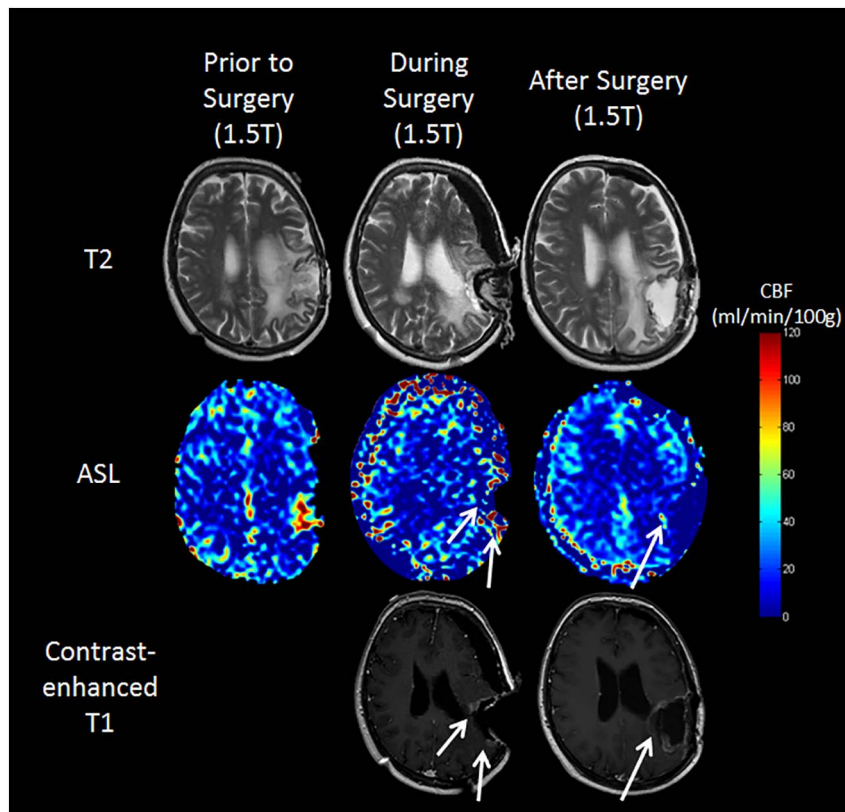 Prior to
Surgery
(1.5T)
During
Surgery
(1.5T)
After Surgery
(1.5T)
T2
CBF
(ml/min/100g)
120
100
80
60
40
20
0
ASL
Contrast-
enhanced
T1